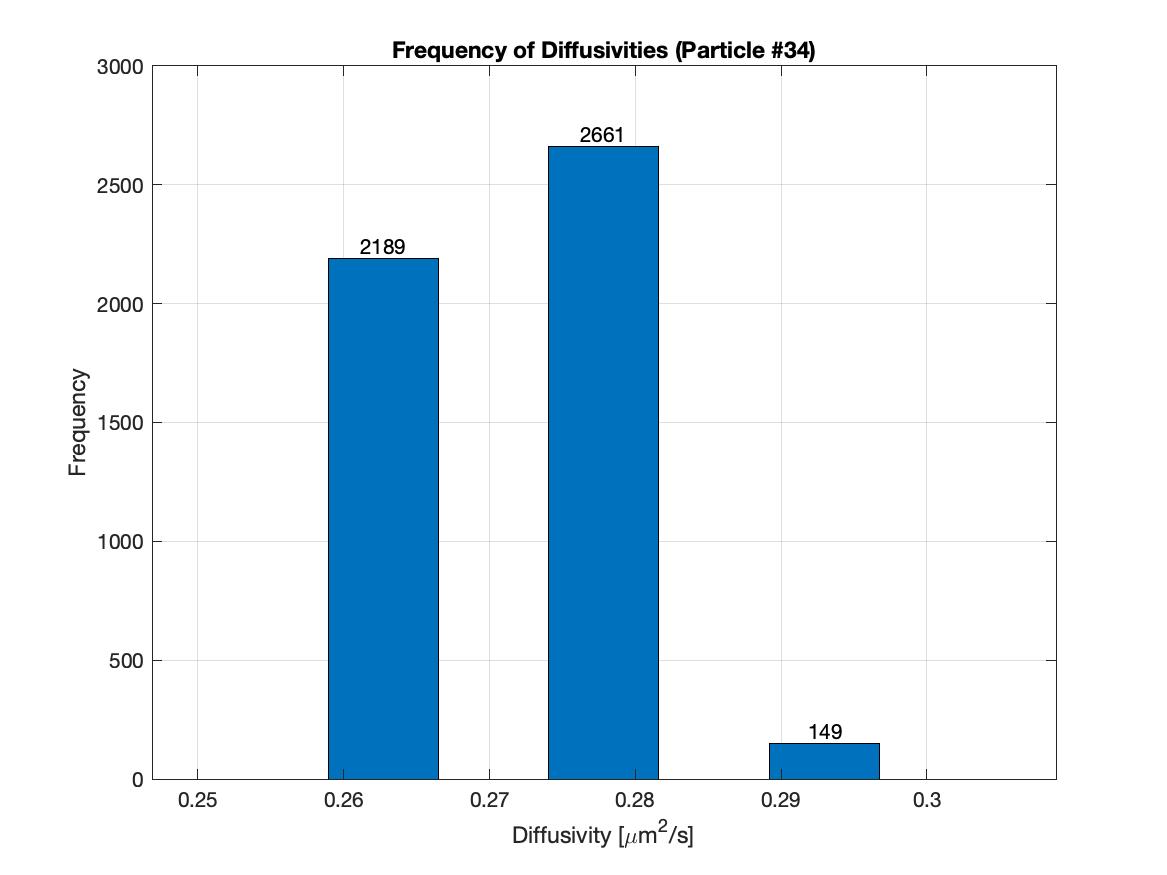 Frequency of Diffusivities (Particle #34)
3000
2661
2500
2189
2000
Frequency
1500
1000
500
149
0
0.25 0.26 0.27 0.28 0.29 0.3
Diffusivity [μm²/s]